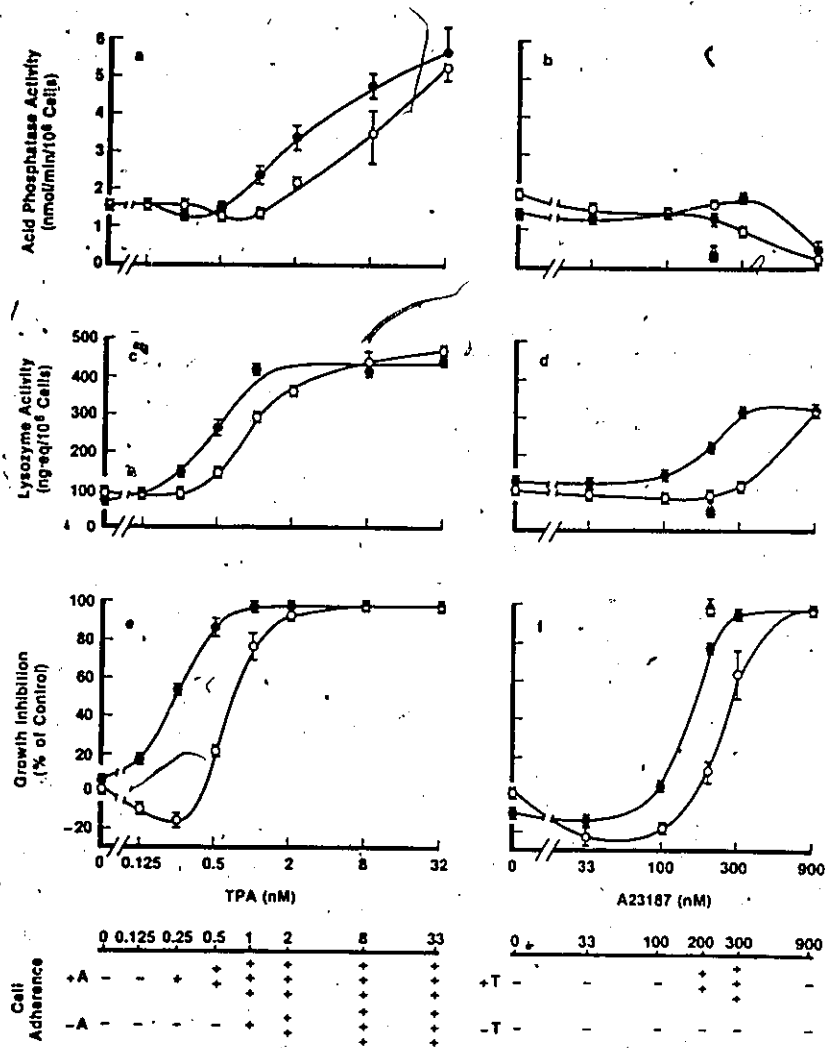 Acid Phosphatase Activity
(nmol/min/10⁶ Cells)
6
5
4
3
2
1
0
a
b
Lysozyme Activity
(ng-eq/10⁶ Cells)
500
400
300
200
100
0
c
d
Growth Inhibition
(% of Control)
100
80
60
40
20
0
-20
e
f
0 0.125 0.5 2 8 32
TPA (nM)
0 33 100 300 900
A23187 (nM)
Cell
Adherence
0 0.125 0.25 0.5 1 2 8 33
+A - - + ++ +++ +++ ++++ ++++
-A - - - - + ++ ++++ ++++
0 33 100 200 300 900
+T - - - ++ +++ -
-T - - - - - -